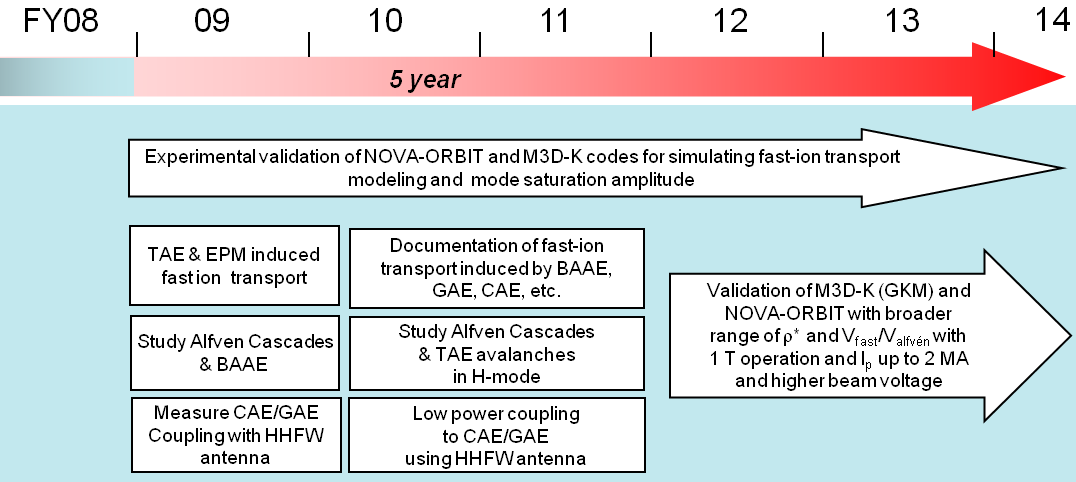 FY08 09 10 11 12 13 14
5 year
Experimental validation of NOVA-ORBIT and M3D-K codes for simulating fast-ion transport
modeling and mode saturation amplitude
TAE & EPM induced
fast ion transport
Documentation of fast-ion
transport induced by BAAE,
GAE, CAE, etc.
Validation of M3D-K (GKM) and
NOVA-ORBIT with broader
range of ρ* and Vfast/Valfvén with
1 T operation and Ip up to 2 MA
and higher beam voltage
Study Alfven Cascades
& BAAE
Study Alfven Cascades
& TAE avalanches
in H-mode
Measure CAE/GAE
Coupling with HHFW
antenna
Low power coupling
to CAE/GAE
using HHFW antenna